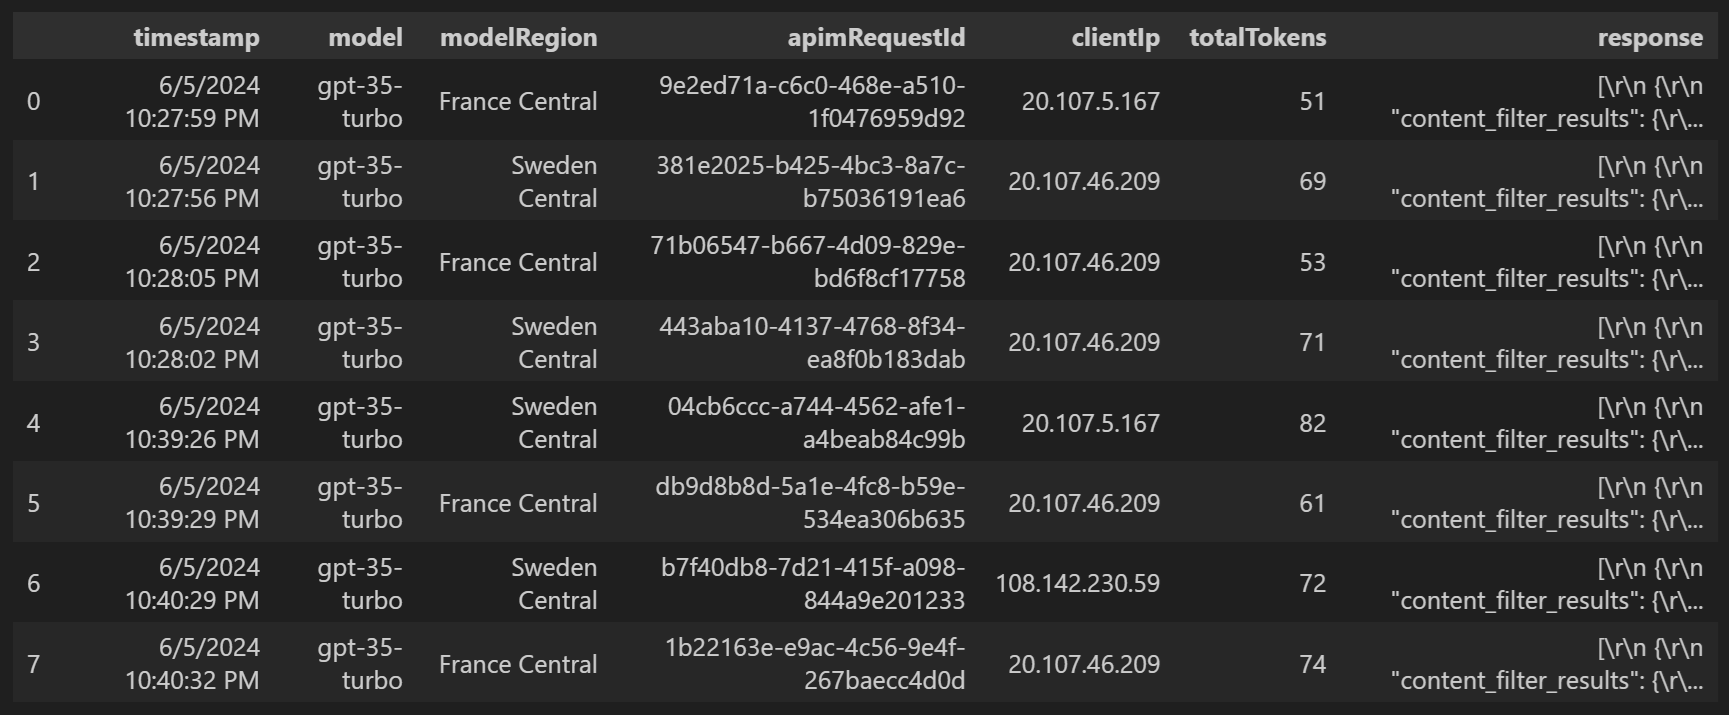 timestamp model modelRegion apimRequestId clientIp totalTokens response
0 6/5/2024 10:27:59 PM gpt-35-turbo France Central 9e2ed71a-c6c0-468e-a510-1f0476959d92 20.107.5.167 51 [\r\n {\r\n "content_filter_results": {\r\...
1 6/5/2024 10:27:56 PM gpt-35-turbo Sweden Central 381e2025-b425-4bc3-8a7c-b75036191ea6 20.107.46.209 69 [\r\n {\r\n "content_filter_results": {\r\...
2 6/5/2024 10:28:05 PM gpt-35-turbo France Central 71b06547-b667-4d09-829e-bd6f8cf17758 20.107.46.209 53 [\r\n {\r\n "content_filter_results": {\r\...
3 6/5/2024 10:28:02 PM gpt-35-turbo Sweden Central 443aba10-4137-4768-8f34-ea8f0b183dab 20.107.46.209 71 [\r\n {\r\n "content_filter_results": {\r\...
4 6/5/2024 10:39:26 PM gpt-35-turbo Sweden Central 04cb6ccc-a744-4562-afe1-a4beab84c99b 20.107.5.167 82 [\r\n {\r\n "content_filter_results": {\r\...
5 6/5/2024 10:39:29 PM gpt-35-turbo France Central db9d8b8d-5a1e-4fc8-b59e-534ea306b635 20.107.46.209 61 [\r\n {\r\n "content_filter_results": {\r\...
6 6/5/2024 10:40:29 PM gpt-35-turbo Sweden Central b7f40db8-7d21-415f-a098-844a9e201233 108.142.230.59 72 [\r\n {\r\n "content_filter_results": {\r\...
7 6/5/2024 10:40:32 PM gpt-35-turbo France Central 1b22163e-e9ac-4c56-9e4f-267baecc4d0d 20.107.46.209 74 [\r\n {\r\n "content_filter_results": {\r\...